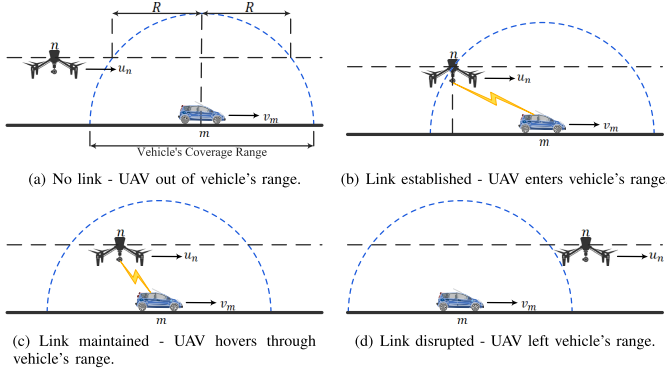 R R
n
u_n
v_m
m
Vehicle's Coverage Range
(a) No link - UAV out of vehicle's range.
n
u_n
v_m
m
(b) Link established - UAV enters vehicle's range
n
u_n
v_m
m
(c) Link maintained - UAV hovers through
vehicle's range.
n
u_n
v_m
m
(d) Link disrupted - UAV left vehicle's range.